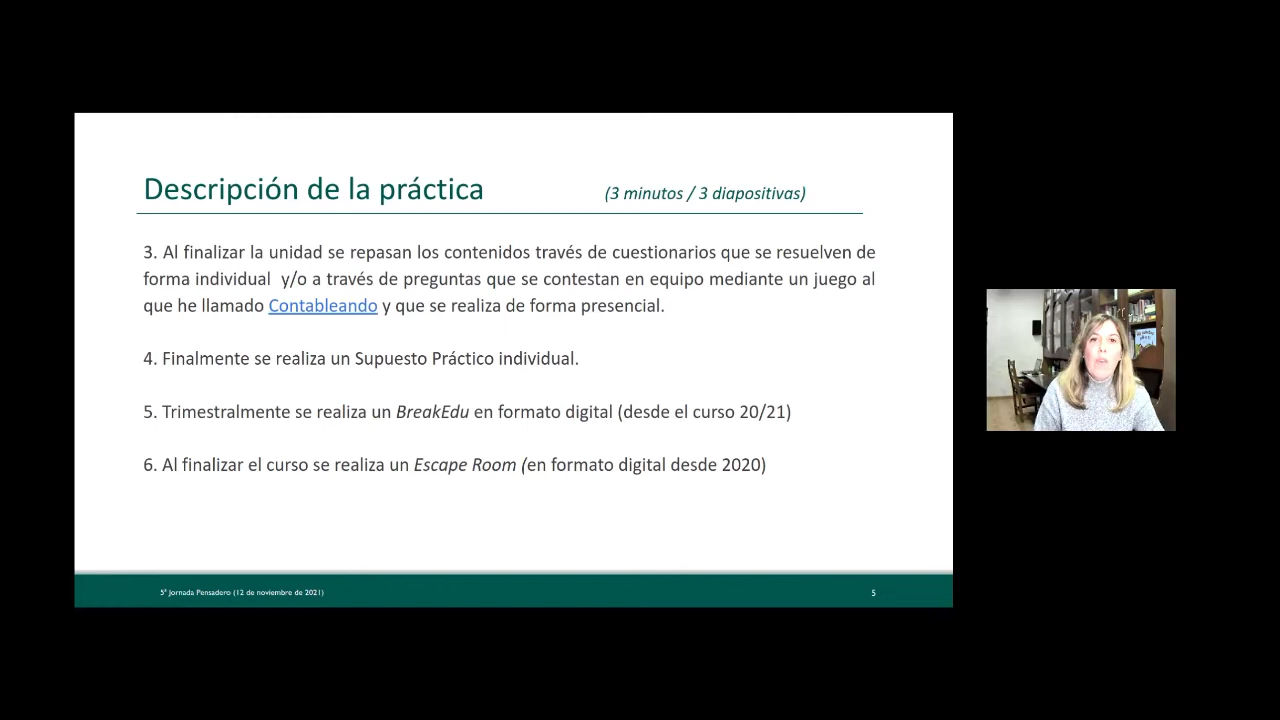 Descripción de la práctica (3 minutos / 3 diapositivas)
3. Al finalizar la unidad se repasan los contenidos través de cuestionarios que se resuelven de
forma individual y/o a través de preguntas que se contestan en equipo mediante un juego al
que he llamado Contableando y que se realiza de forma presencial.
4. Finalmente se realiza un Supuesto Práctico individual.
5. Trimestralmente se realiza un BreakEdu en formato digital (desde el curso 20/21)
6. Al finalizar el curso se realiza un Escape Room (en formato digital desde 2020)
5ª Jornada Pensadero (12 de noviembre de 2021) 5